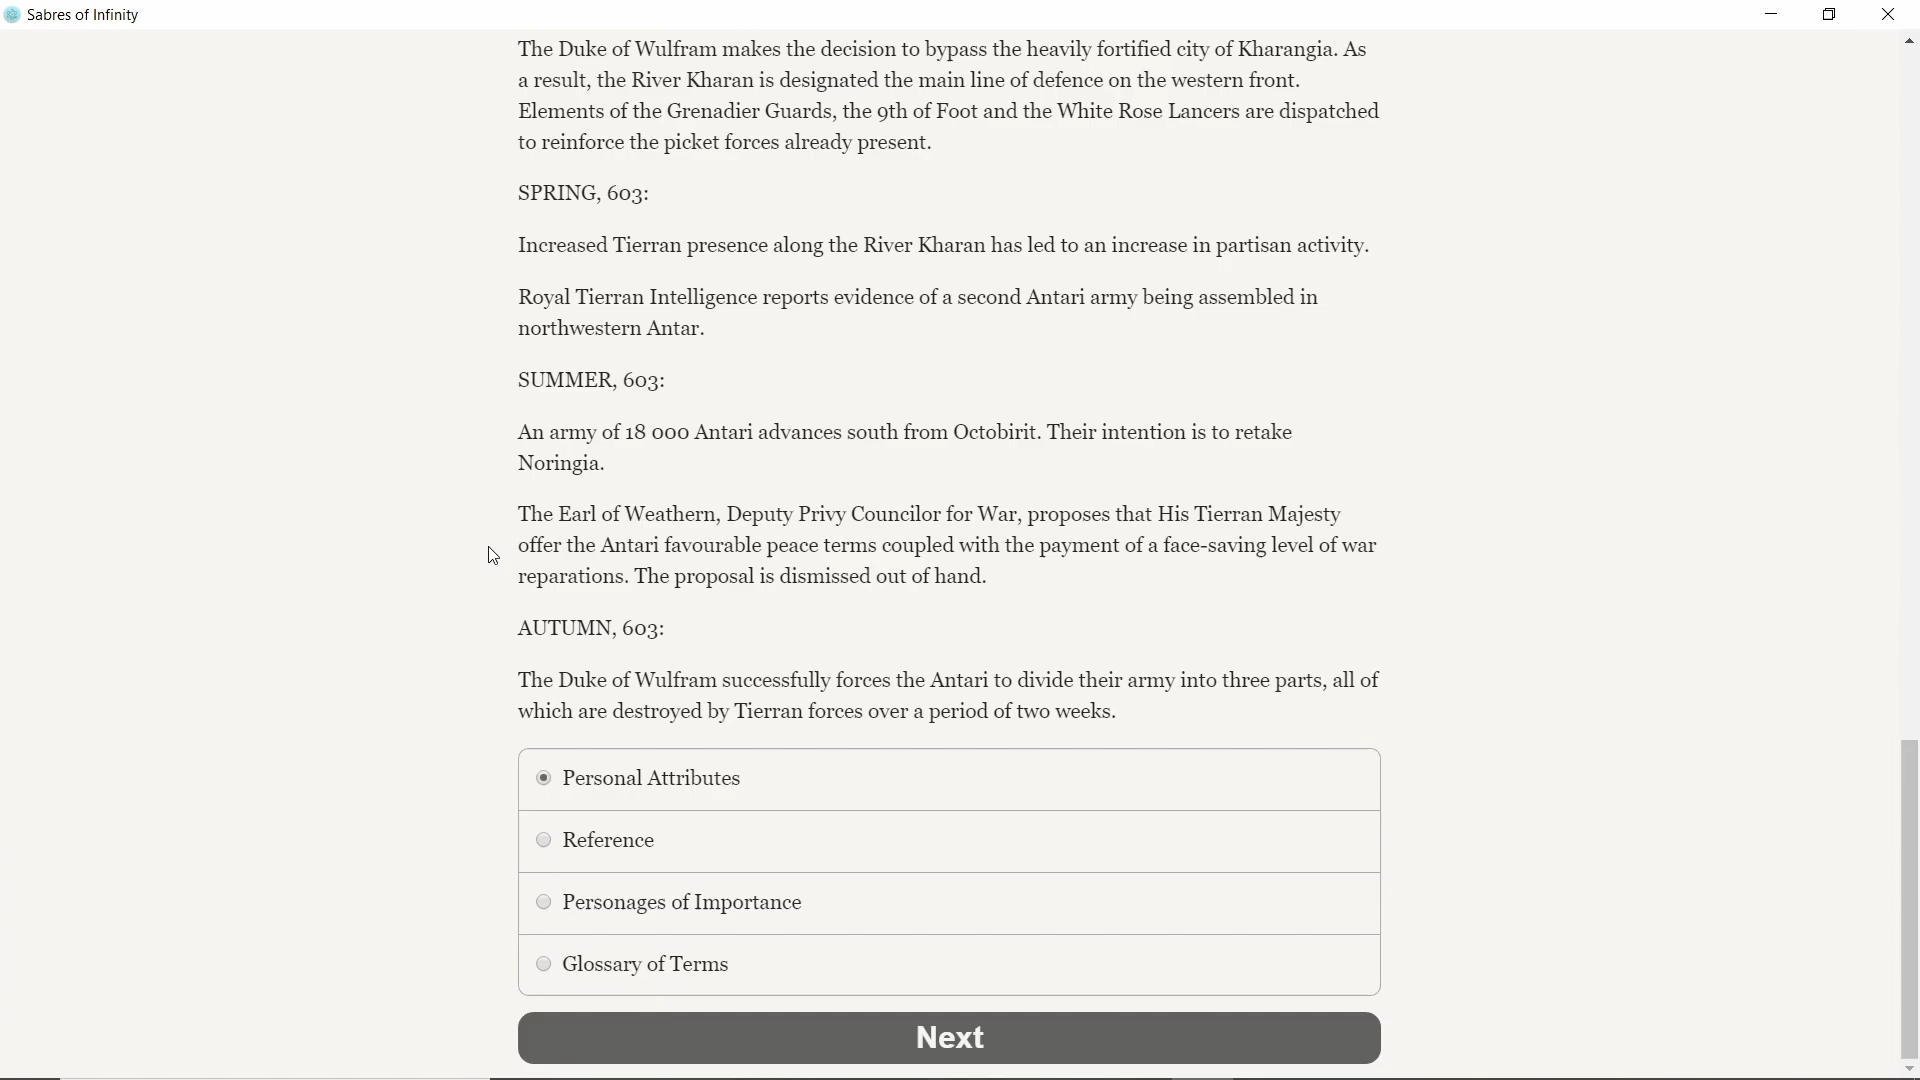 Sabres of Infinity
The Duke of Wulfram makes the decision to bypass the heavily fortified city of Kharangia. As
a result, the River Kharan is designated the main line of defence on the western front.
Elements of the Grenadier Guards, the 9th of Foot and the White Rose Lancers are dispatched
to reinforce the picket forces already present.
SPRING, 603:
Increased Tierran presence along the River Kharan has led to an increase in partisan activity.
Royal Tierran Intelligence reports evidence of a second Antari army being assembled in
northwestern Antar.
SUMMER, 603:
An army of 18 000 Antari advances south from Octobirit. Their intention is to retake
Noringia.
The Earl of Weathern, Deputy Privy Councilor for War, proposes that His Tierran Majesty
offer the Antari favourable peace terms coupled with the payment of a face-saving level of war
reparations. The proposal is dismissed out of hand.
AUTUMN, 603:
The Duke of Wulfram successfully forces the Antari to divide their army into three parts, all of
which are destroyed by Tierran forces over a period of two weeks.
Personal Attributes
Reference
Personages of Importance
Glossary of Terms
Next